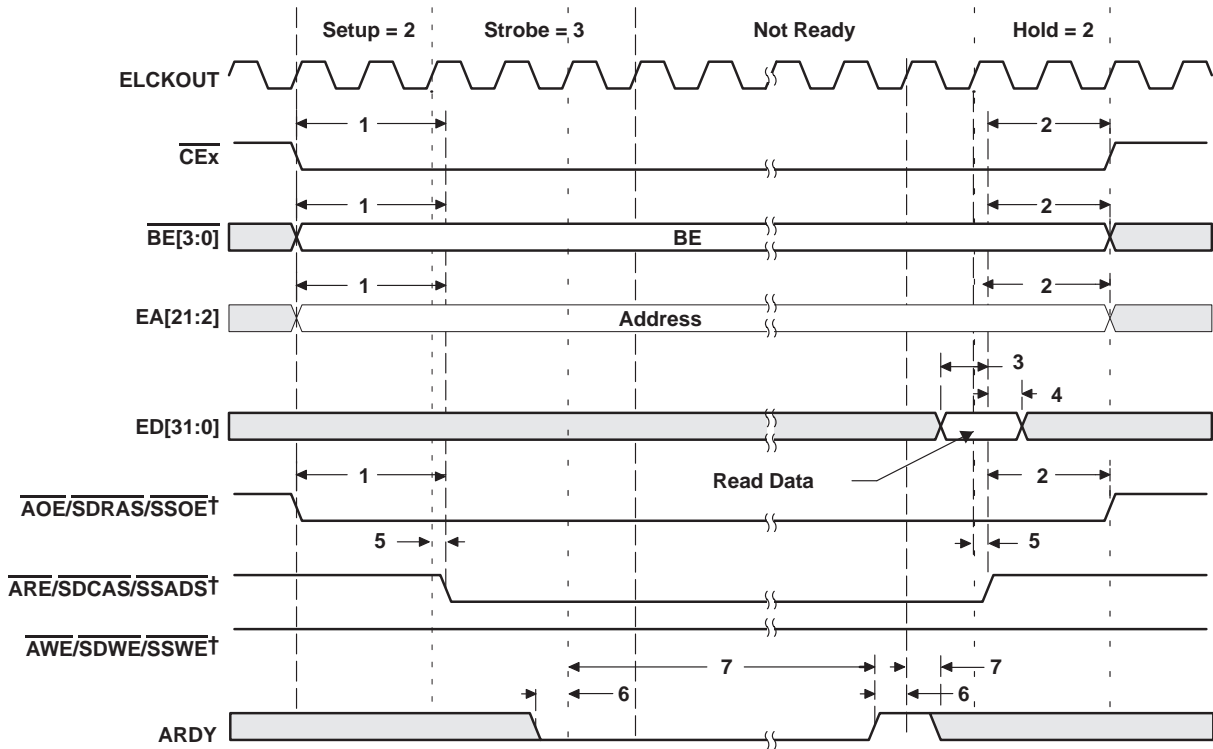 Setup = 2 Strobe = 3 Not Ready Hold = 2
ELCKOUT
1 2
CEx
1 2
BE[3:0] BE
1 2
EA[21:2] Address
3
4
ED[31:0]
1 Read Data 2
AOE/SDRAS/SSOE†
5 5
ARE/SDCAS/SSADS†
AWE/SDWE/SSWE†
7 7
6 6
ARDY